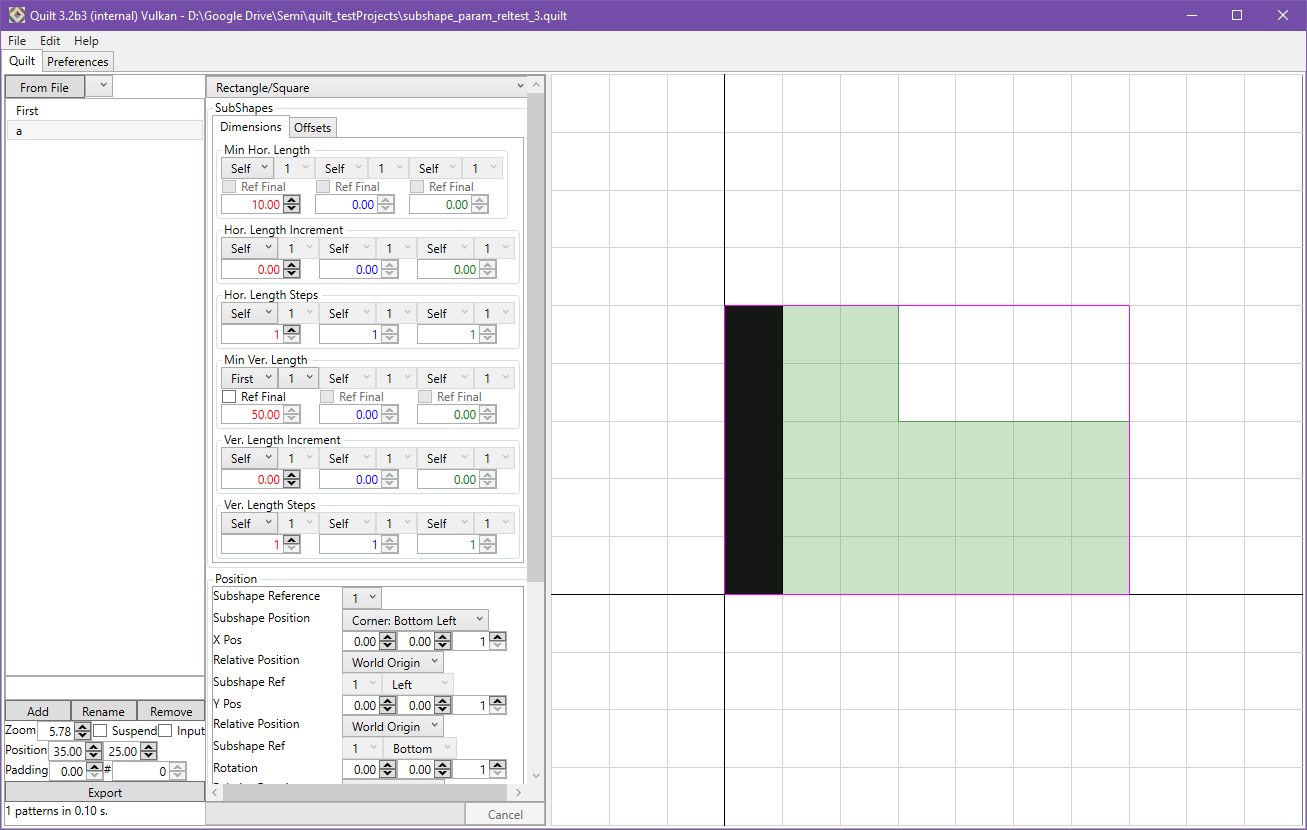 Quilt 3.2b3 (internal) Vulkan - D:\Google Drive\Semi\quilt_testProjects\subshape_param_reltest_3.quilt
File Edit Help
Quilt Preferences
From File
First
a
Add Rename Remove
Zoom 5.78 Suspend Input
Position 35.00 25.00
Padding 0.00 # 0
Export
1 patterns in 0.10 s.
Rectangle/Square
SubShapes
Dimensions Offsets
Min Hor. Length
Self 1 Self 1 Self 1
Ref Final Ref Final Ref Final
10.00 0.00 0.00
Hor. Length Increment
Self 1 Self 1 Self 1
0.00 0.00 0.00
Hor. Length Steps
Self 1 Self 1 Self 1
1 1 1
Min Ver. Length
First 1 Self 1 Self 1
Ref Final Ref Final Ref Final
50.00 0.00 0.00
Ver. Length Increment
Self 1 Self 1 Self 1
0.00 0.00 0.00
Ver. Length Steps
Self 1 Self 1 Self 1
1 1 1
Position
Subshape Reference 1
Subshape Position Corner: Bottom Left
X Pos 0.00 0.00 1
Relative Position World Origin
Subshape Ref 1 Left
Y Pos 0.00 0.00 1
Relative Position World Origin
Subshape Ref 1 Bottom
Rotation 0.00 0.00 1
Cancel